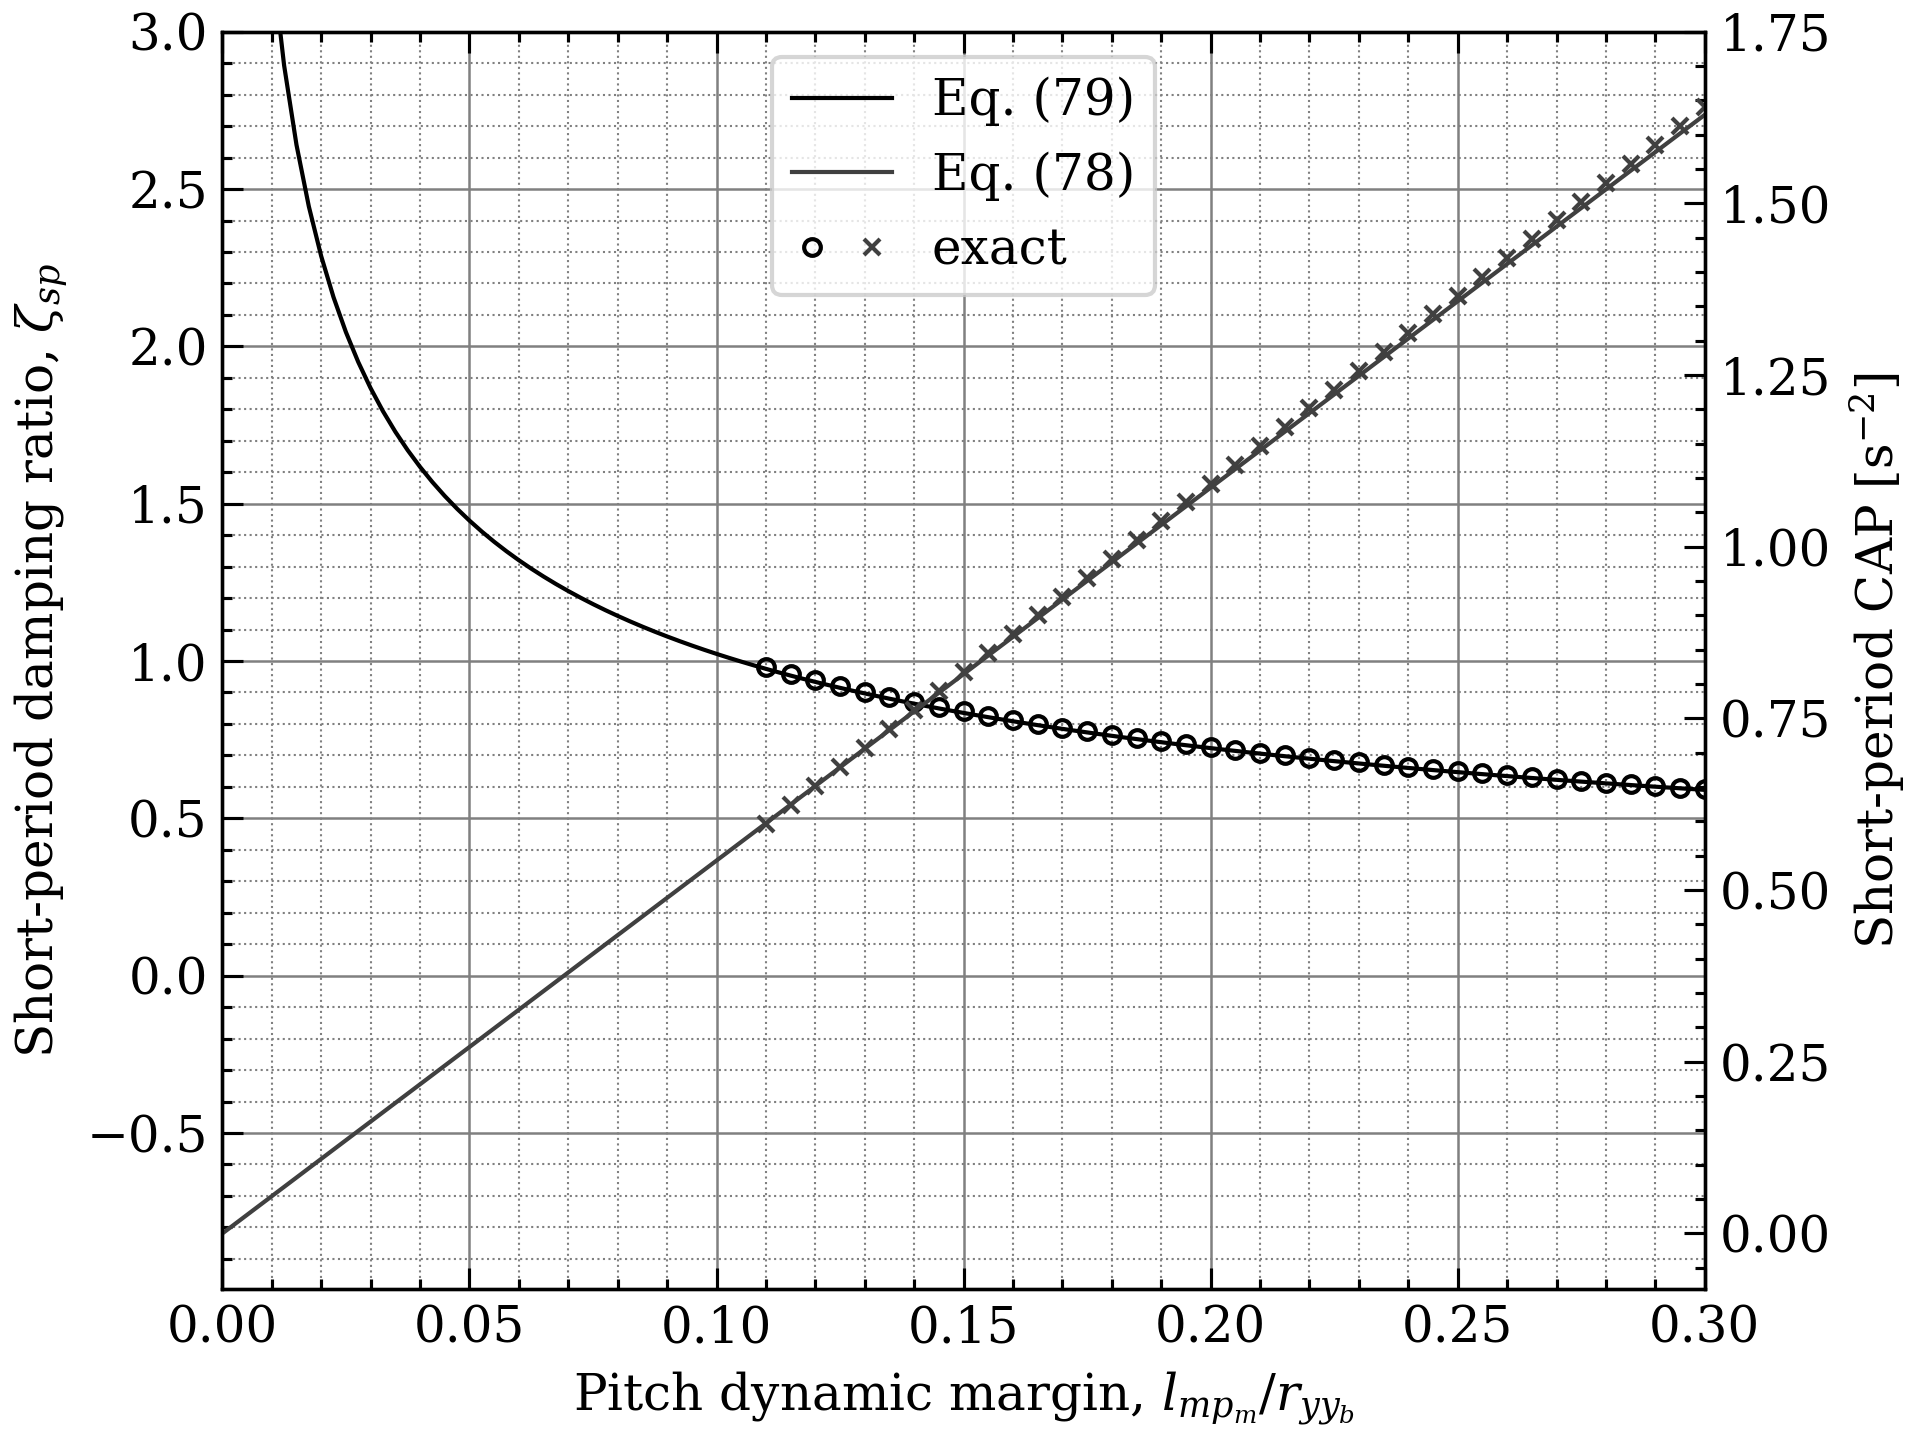 3.0
2.5
2.0
1.5
1.0
0.5
0.0
−0.5
Short-period damping ratio, ζsp
Eq. (79)
Eq. (78)
exact
1.75
1.50
1.25
1.00
0.75
0.50
0.25
0.00
Short-period CAP [s⁻²]
0.00 0.05 0.10 0.15 0.20 0.25 0.30
Pitch dynamic margin, lmpm/ryyb